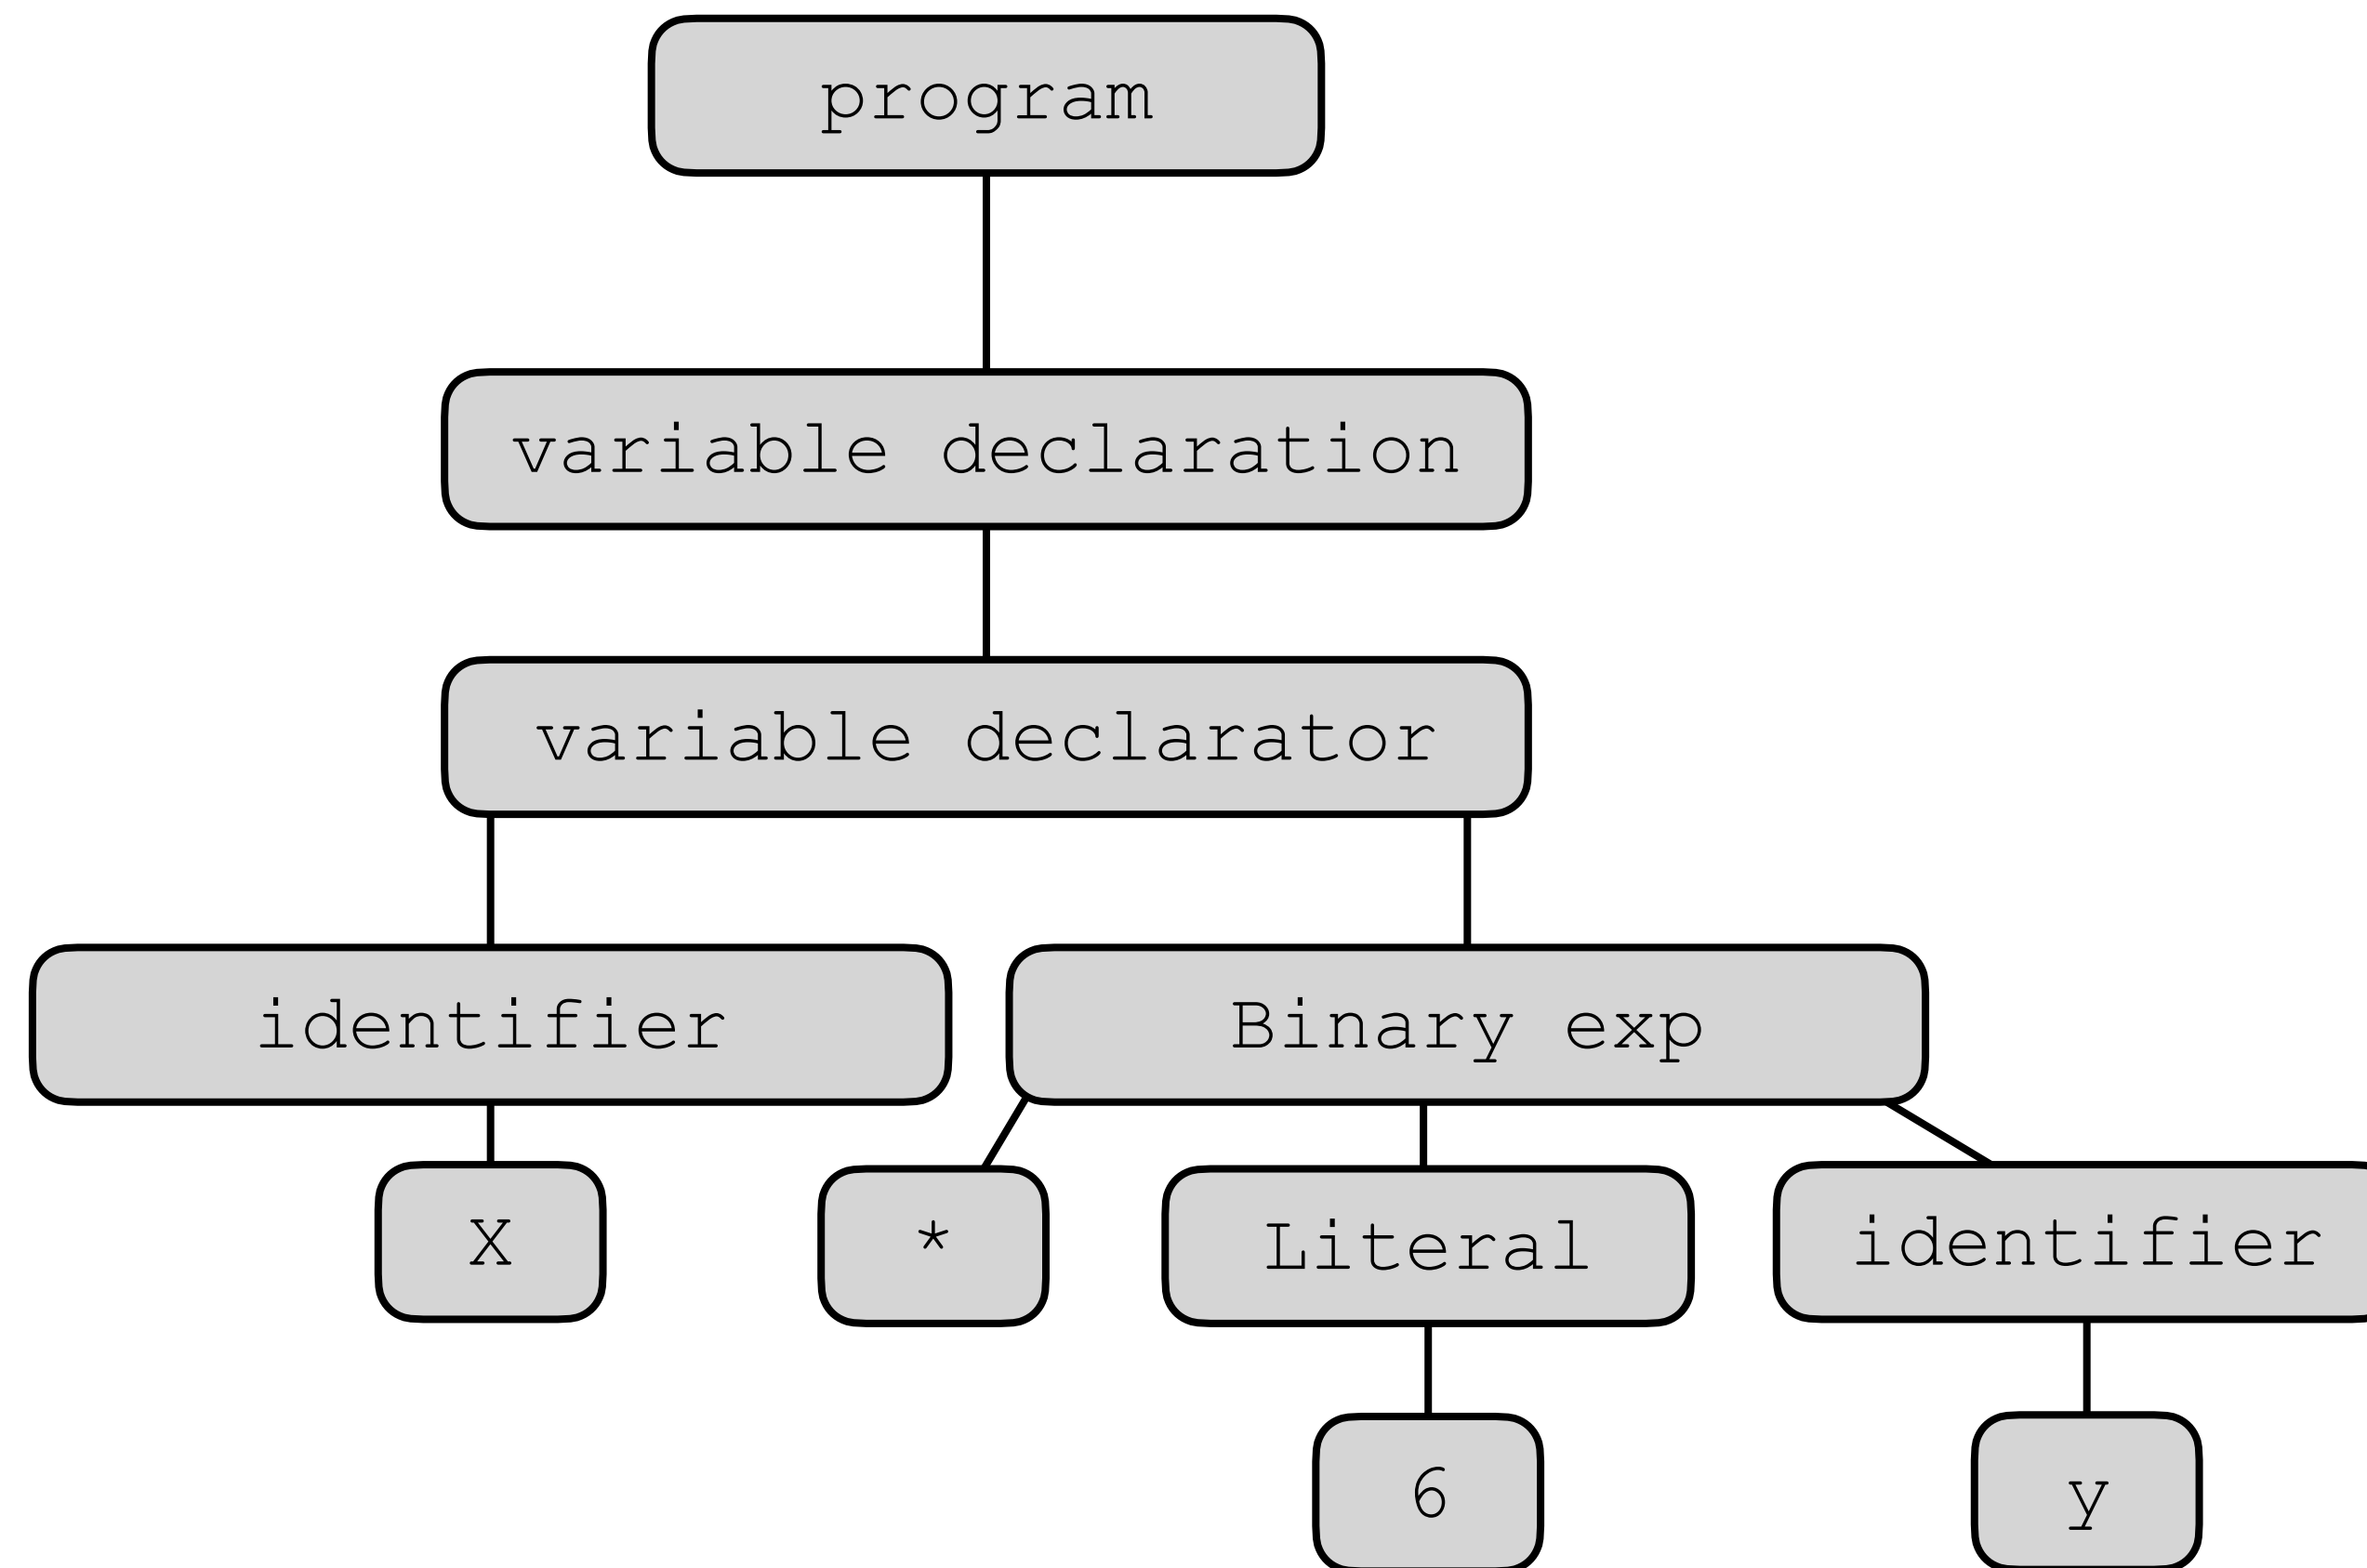 program
variable declaration
variable declarator
identifier
Binary exp
x
*
Literal
identifier
6
y